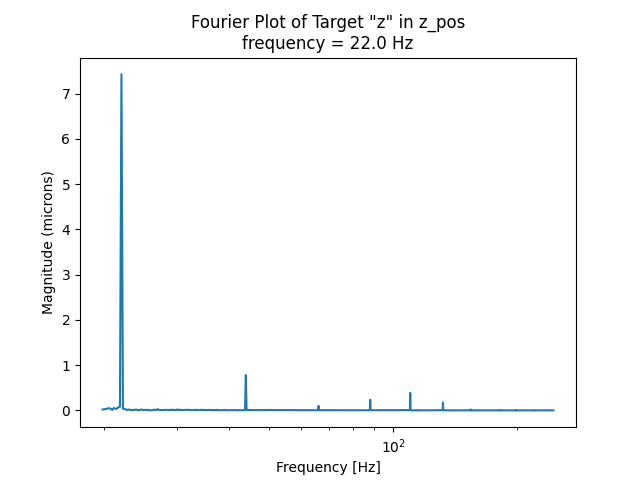 Fourier Plot of Target "z" in z_pos
frequency = 22.0 Hz
7
6
5
4
3
2
1
0
Magnitude (microns)
10²
Frequency [Hz]